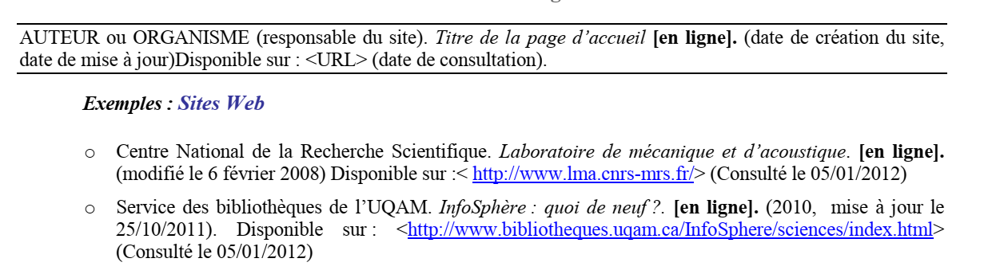 AUTEUR ou ORGANISME (responsable du site). Titre de la page d’accueil [en ligne]. (date de création du site,
date de mise à jour)Disponible sur : <URL> (date de consultation).
Exemples : Sites Web
o Centre National de la Recherche Scientifique. Laboratoire de mécanique et d’acoustique. [en ligne].
(modifié le 6 février 2008) Disponible sur :< http://www.lma.cnrs-mrs.fr/> (Consulté le 05/01/2012)
o Service des bibliothèques de l’UQAM. InfoSphère : quoi de neuf ?. [en ligne]. (2010, mise à jour le
25/10/2011). Disponible sur : <http://www.bibliotheques.uqam.ca/InfoSphere/sciences/index.html>
(Consulté le 05/01/2012)